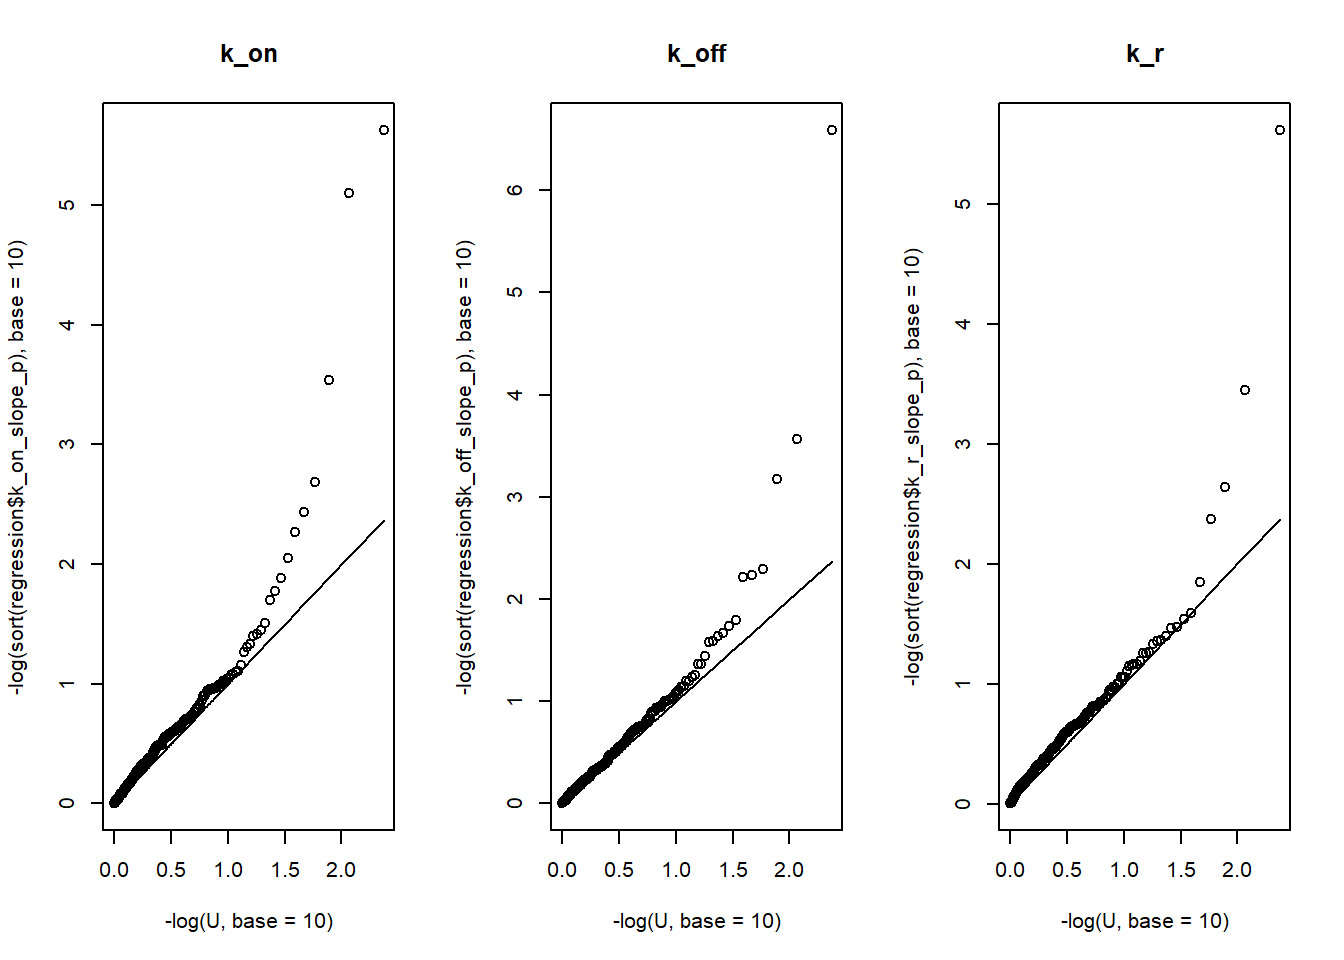 k_on
-log(sort(regression$k_on_slope_p), base = 10)
5
4
3
2
1
0
0.0 0.5 1.0 1.5 2.0
-log(U, base = 10)
k_off
-log(sort(regression$k_off_slope_p), base = 10)
6
5
4
3
2
1
0
0.0 0.5 1.0 1.5 2.0
-log(U, base = 10)
k_r
-log(sort(regression$k_r_slope_p), base = 10)
5
4
3
2
1
0
0.0 0.5 1.0 1.5 2.0
-log(U, base = 10)